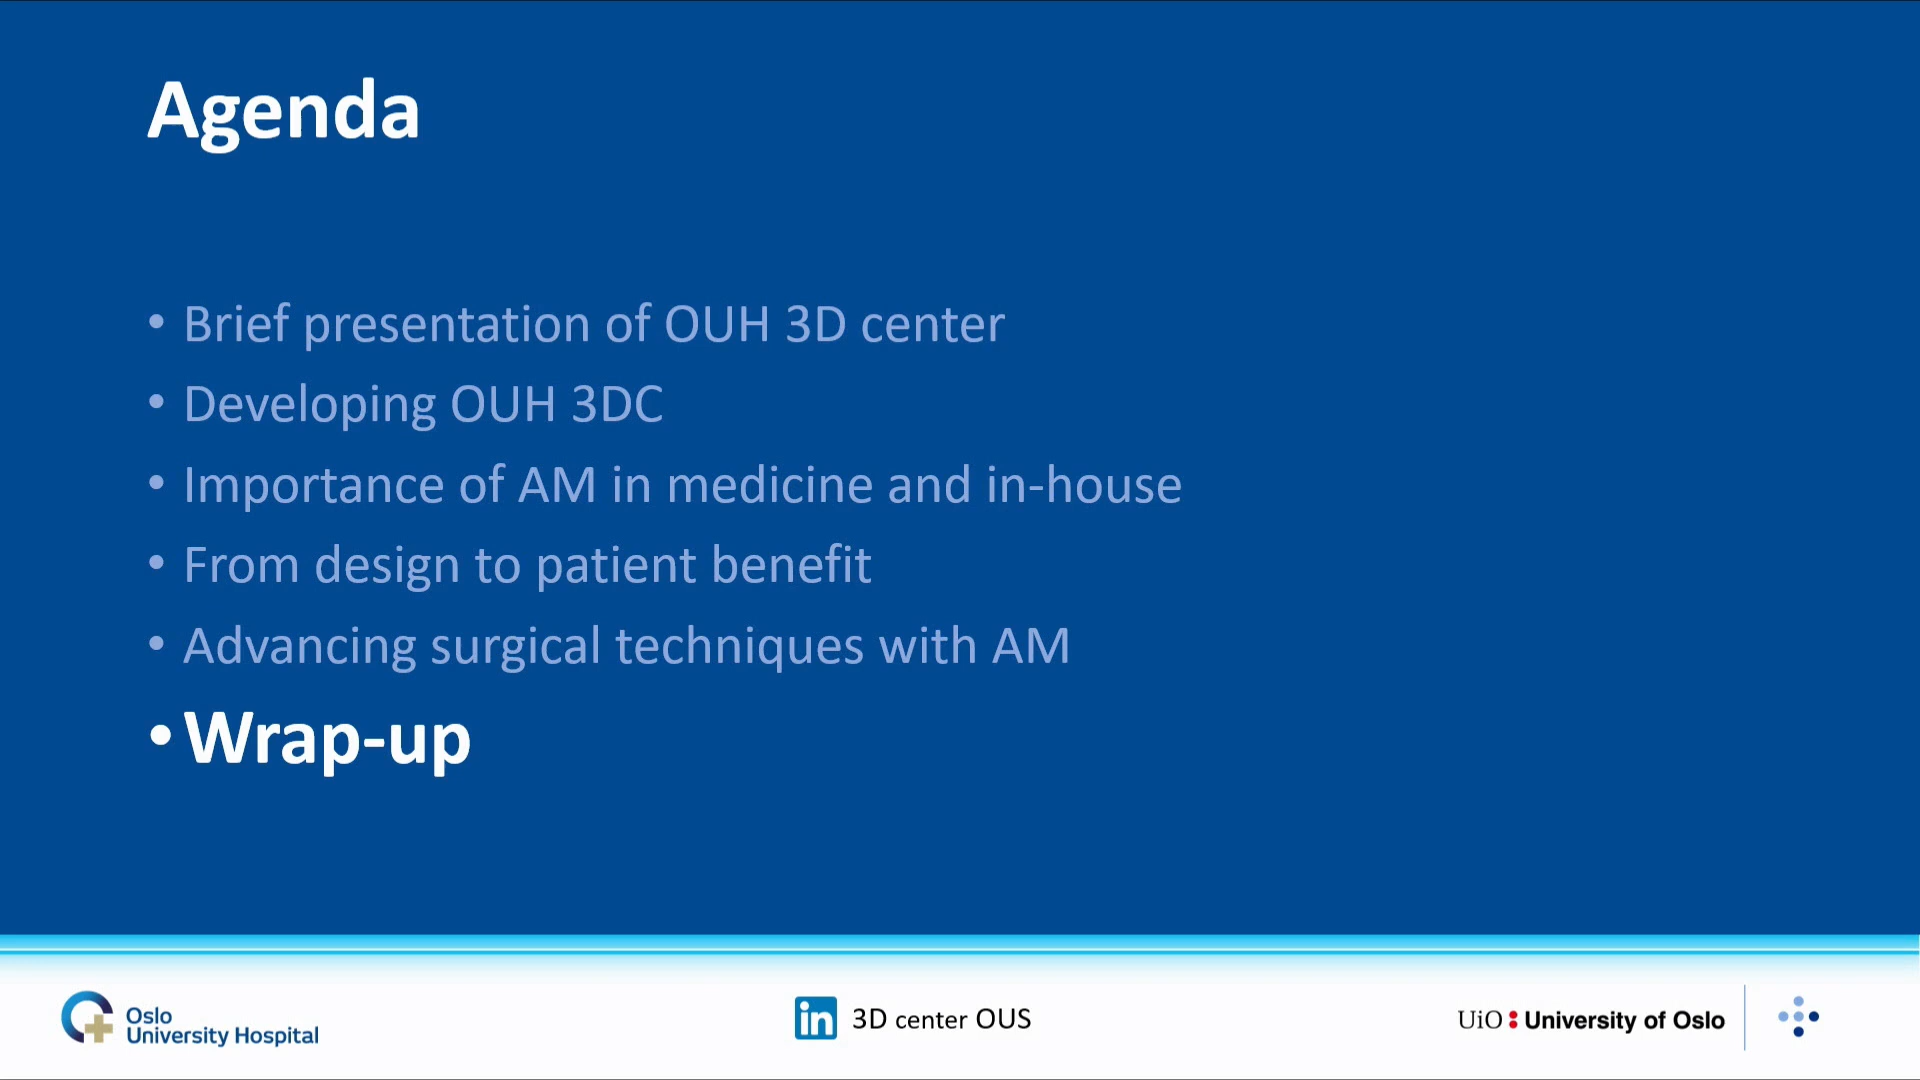 Agenda
• Brief presentation of OUH 3D center
• Developing OUH 3DC
• Importance of AM in medicine and in-house
• From design to patient benefit
• Advancing surgical techniques with AM
• Wrap-up
Oslo
University Hospital
in 3D center OUS
UiO: University of Oslo